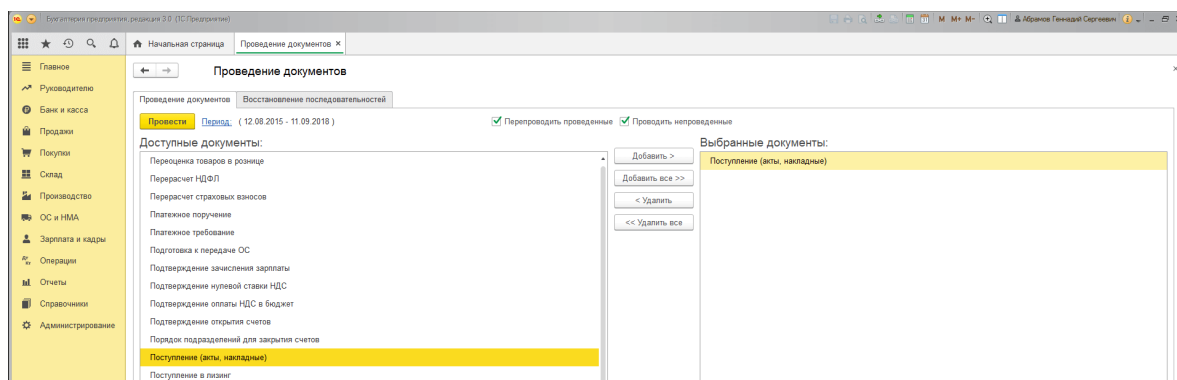 Бухгалтерия предприятия, редакция 3.0 (1С:Предприятие)
M M+ M- Абрамов Геннадий Сергеевич
Начальная страница Проведение документов ×
Главное
Руководителю
Банк и касса
Продажи
Покупки
Склад
Производство
ОС и НМА
Зарплата и кадры
Операции
Отчеты
Справочники
Администрирование
Проведение документов
Проведение документов Восстановление последовательностей
Провести Период: ( 12.08.2015 - 11.09.2018 ) Перепроводить проведенные Проводить непроведенные
Доступные документы: Выбранные документы:
Переоценка товаров в рознице
Перерасчет НДФЛ
Перерасчет страховых взносов
Платежное поручение
Платежное требование
Подготовка к передаче ОС
Подтверждение зачисления зарплаты
Подтверждение нулевой ставки НДС
Подтверждение оплаты НДС в бюджет
Подтверждение открытия счетов
Порядок подразделений для закрытия счетов
Поступление (акты, накладные)
Поступление в лизинг
Добавить >
Добавить все >>
< Удалить
<< Удалить все
Поступление (акты, накладные)